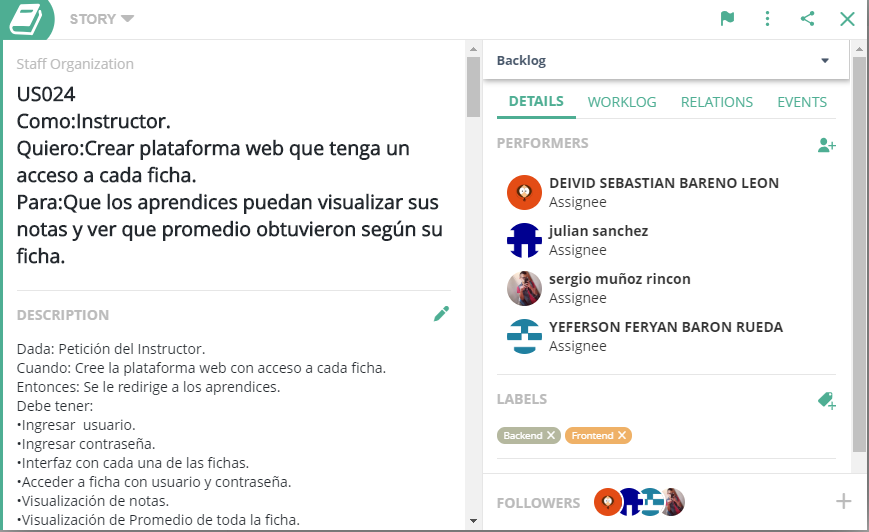 STORY
Staff Organization
US024
Como:Instructor.
Quiero:Crear plataforma web que tenga un
acceso a cada ficha.
Para:Que los aprendices puedan visualizar sus
notas y ver que promedio obtuvieron según su
ficha.
DESCRIPTION
Dada: Petición del Instructor.
Cuando: Cree la plataforma web con acceso a cada ficha.
Entonces: Se le redirige a los aprendices.
Debe tener:
•Ingresar  usuario.
•Ingresar contraseña.
•Interfaz con cada una de las fichas.
•Acceder a ficha con usuario y contraseña.
•Visualización de notas.
•Visualización de Promedio de toda la ficha.
Backlog
DETAILS WORKLOG RELATIONS EVENTS
PERFORMERS
DEIVID SEBASTIAN BARENO LEON
Assignee
julian sanchez
Assignee
sergio muñoz rincon
Assignee
YEFERSON FERYAN BARON RUEDA
Assignee
LABELS
Backend X Frontend X
FOLLOWERS